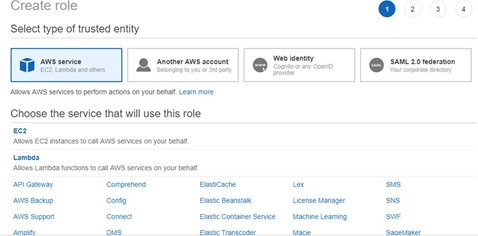 Create role
1 2 3 4
Select type of trusted entity
AWS service
EC2, Lambda and others
Another AWS account
Belonging to you or 3rd party
WWW
Web identity
Cognito or any OpenID
provider
SAML
SAML 2.0 federation
Your corporate directory
Allows AWS services to perform actions on your behalf. Learn more
Choose the service that will use this role
EC2
Allows EC2 instances to call AWS services on your behalf.
Lambda
Allows Lambda functions to call AWS services on your behalf.
API Gateway Comprehend ElastiCache Lex SMS
AWS Backup Config Elastic Beanstalk License Manager SNS
AWS Support Connect Elastic Container Service Machine Learning SWF
Amplify DMS Elastic Transcoder Macie SageMaker